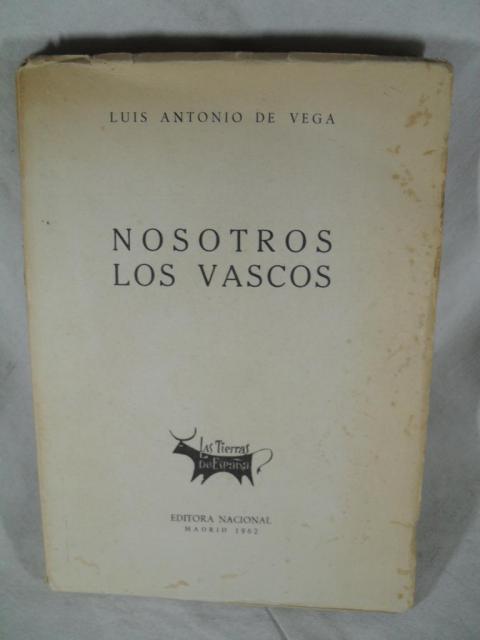 LUIS ANTONIO DE VEGA
NOSOTROS
LOS VASCOS
Las Tierras
De España
EDITORA NACIONAL
MADRID 1962